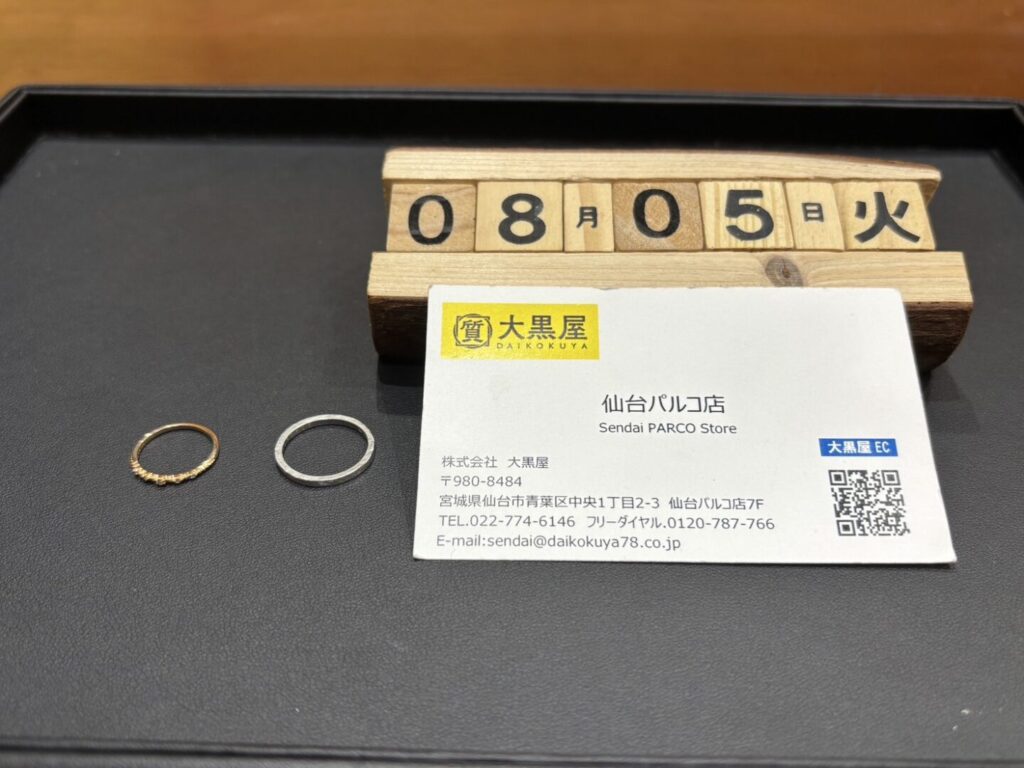 08月05日火
質 大黒屋
DAIKOKUYA
仙台パルコ店
Sendai PARCO Store
大黒屋 EC
株式会社 大黒屋
〒980-8484
宮城県仙台市青葉区中央1丁目2-3 仙台パルコ店7F
TEL.022-774-6146 フリーダイヤル.0120-787-766
E-mail:sendai@daikokuya78.co.jp